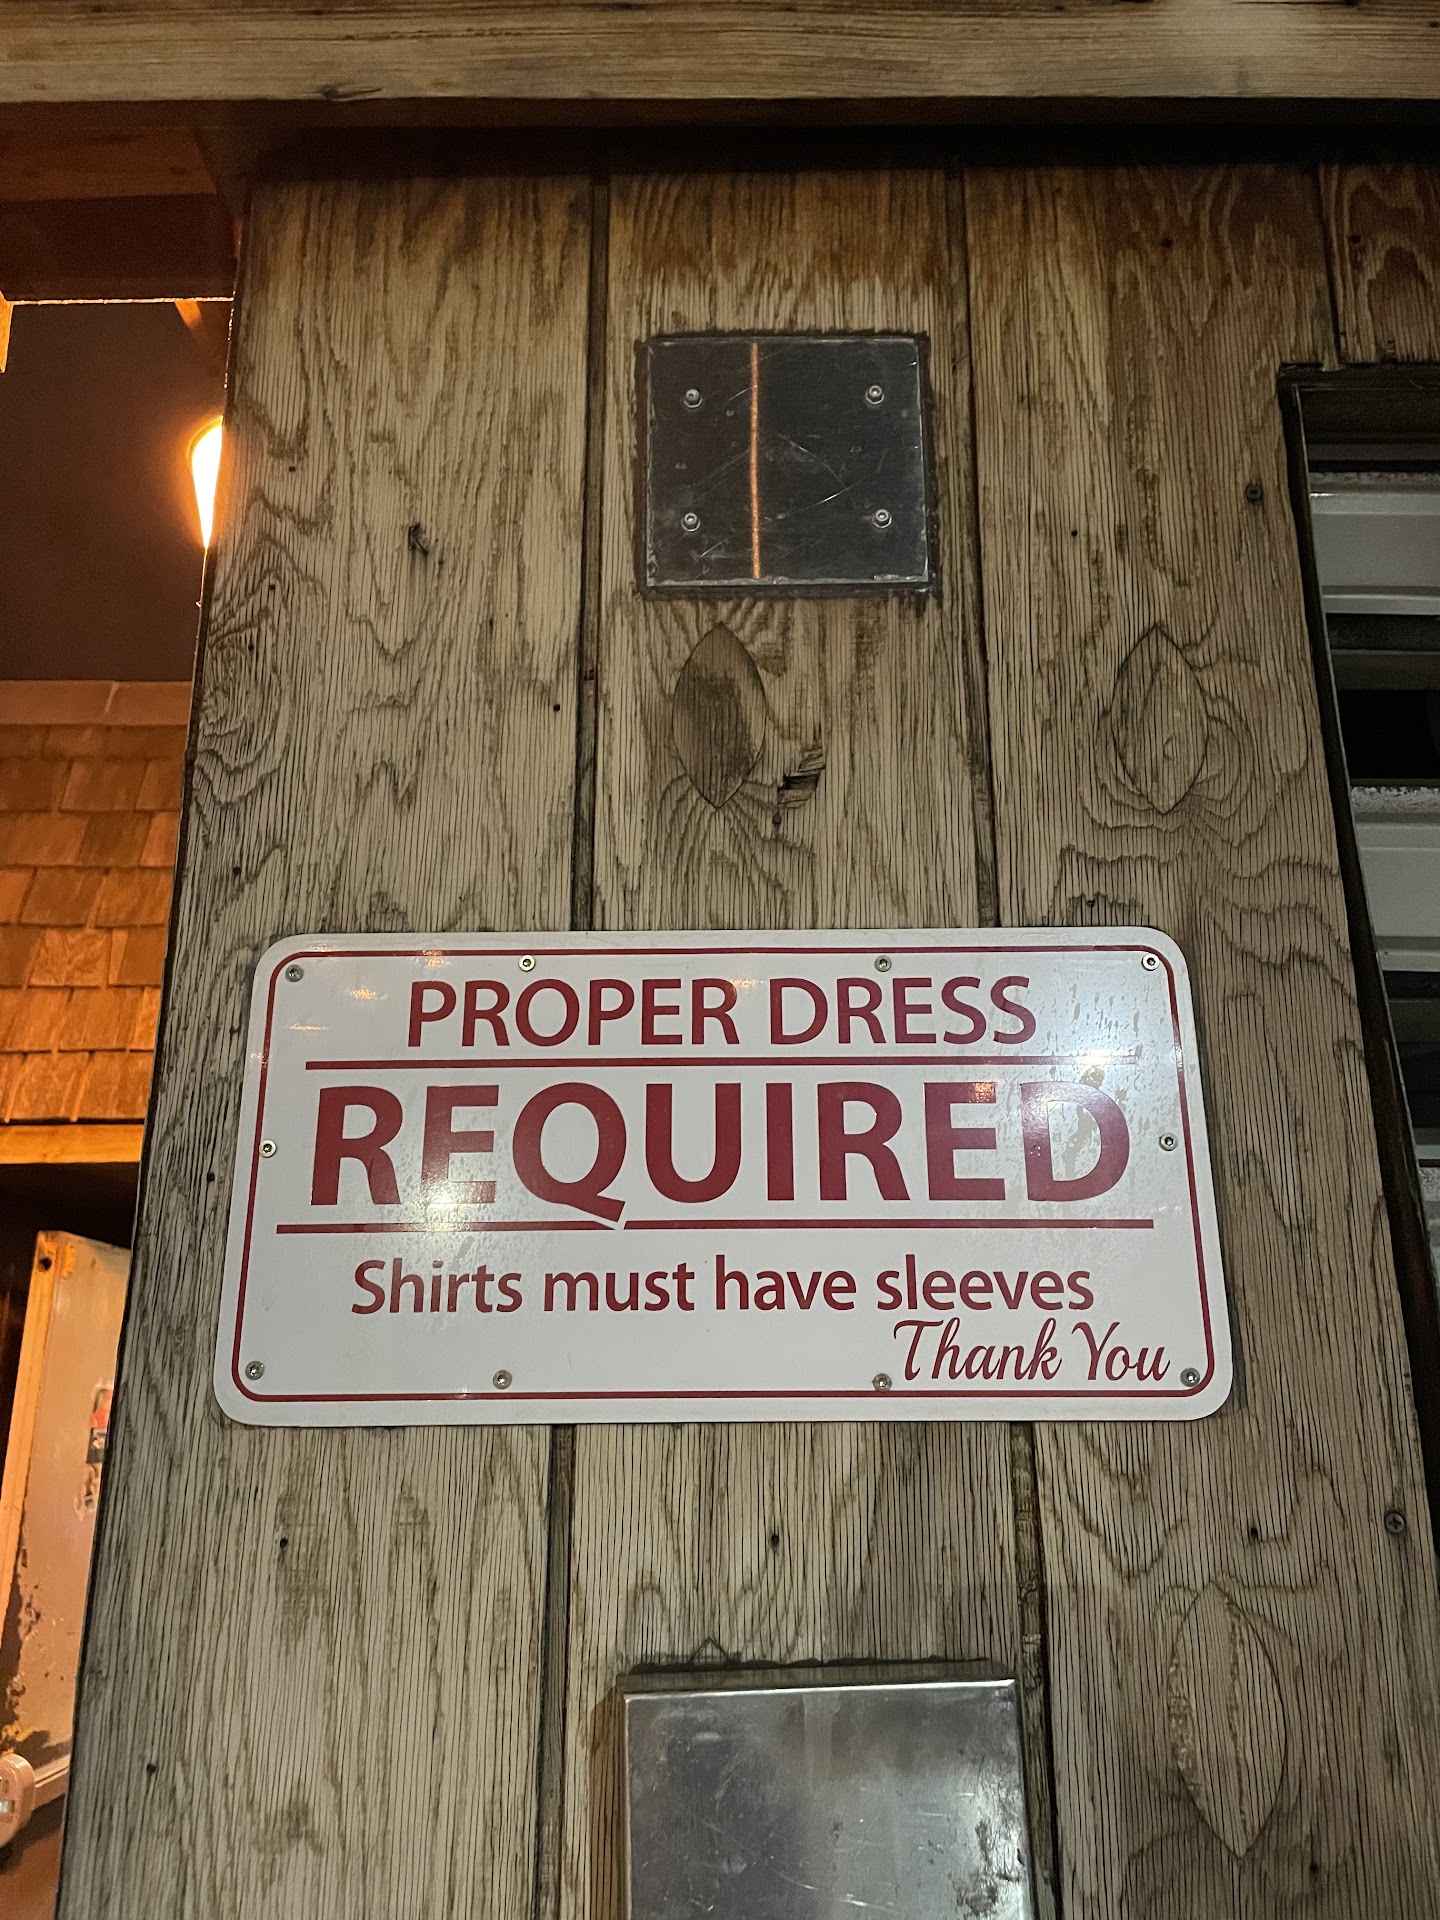 PROPER DRESS
REQUIRED
Shirts must have sleeves
Thank You